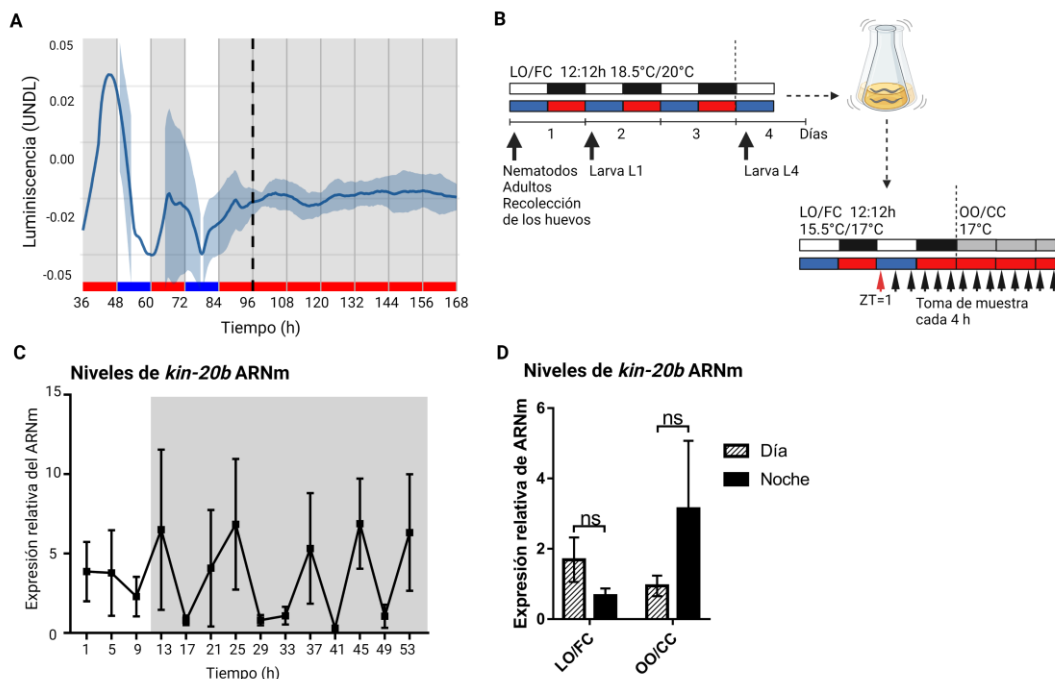 A
0.05
0.02
0.00
-0.02
-0.05
Luminiscencia (UNDL)
36 48 60 72 84 96 108 120 132 144 156 168
Tiempo (h)
B
LO/FC 12:12h 18.5°C/20°C
1 2 3 4 Días
Nematodos
Adultos
Recolección
de los huevos
Larva L1
Larva L4
LO/FC 12:12h
15.5°C/17°C
OO/CC
17°C
ZT=1
Toma de muestra
cada 4 h
C
Niveles de kin-20b ARNm
15
10
5
0
Expresión relativa del ARNm
1 5 9 13 17 21 25 29 33 37 41 45 49 53
Tiempo (h)
D
Niveles de kin-20b ARNm
6
4
2
0
Expresión relativa de ARNm
ns
ns
Día
Noche
LO/FC
OO/CC